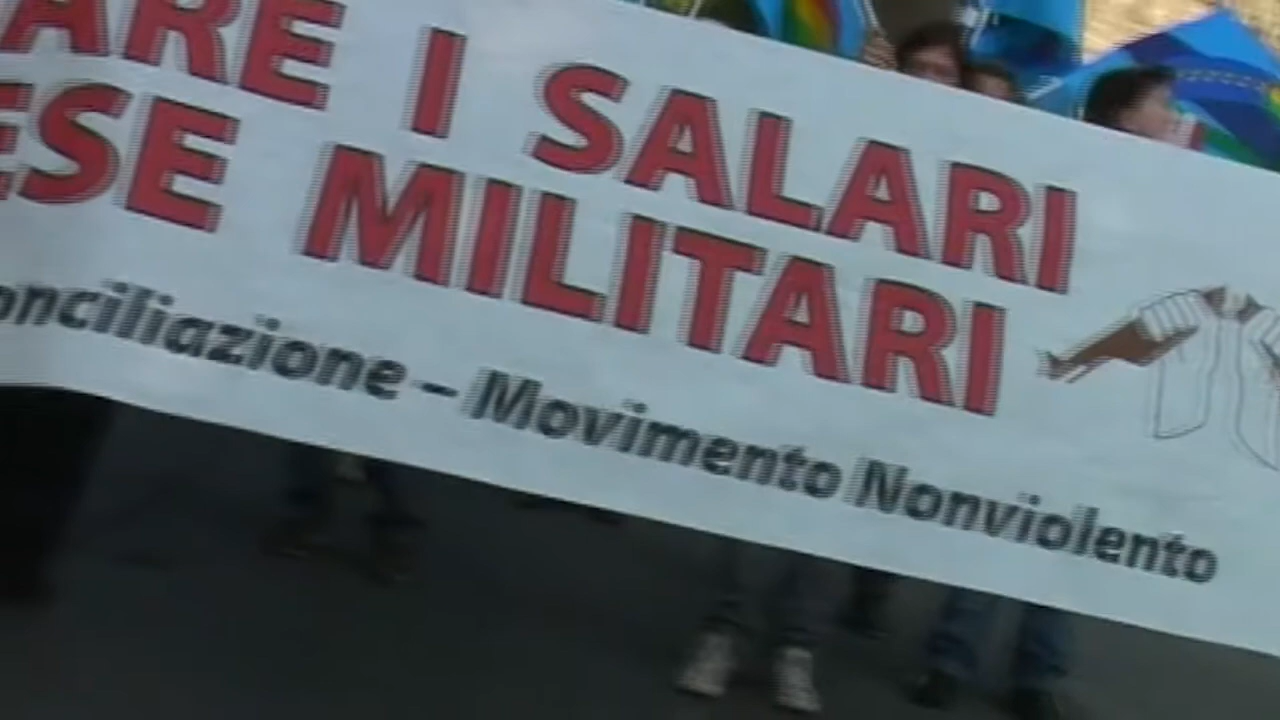 ARE I SALARI
ESE MILITARI
onciliazione – Movimento Nonviolento